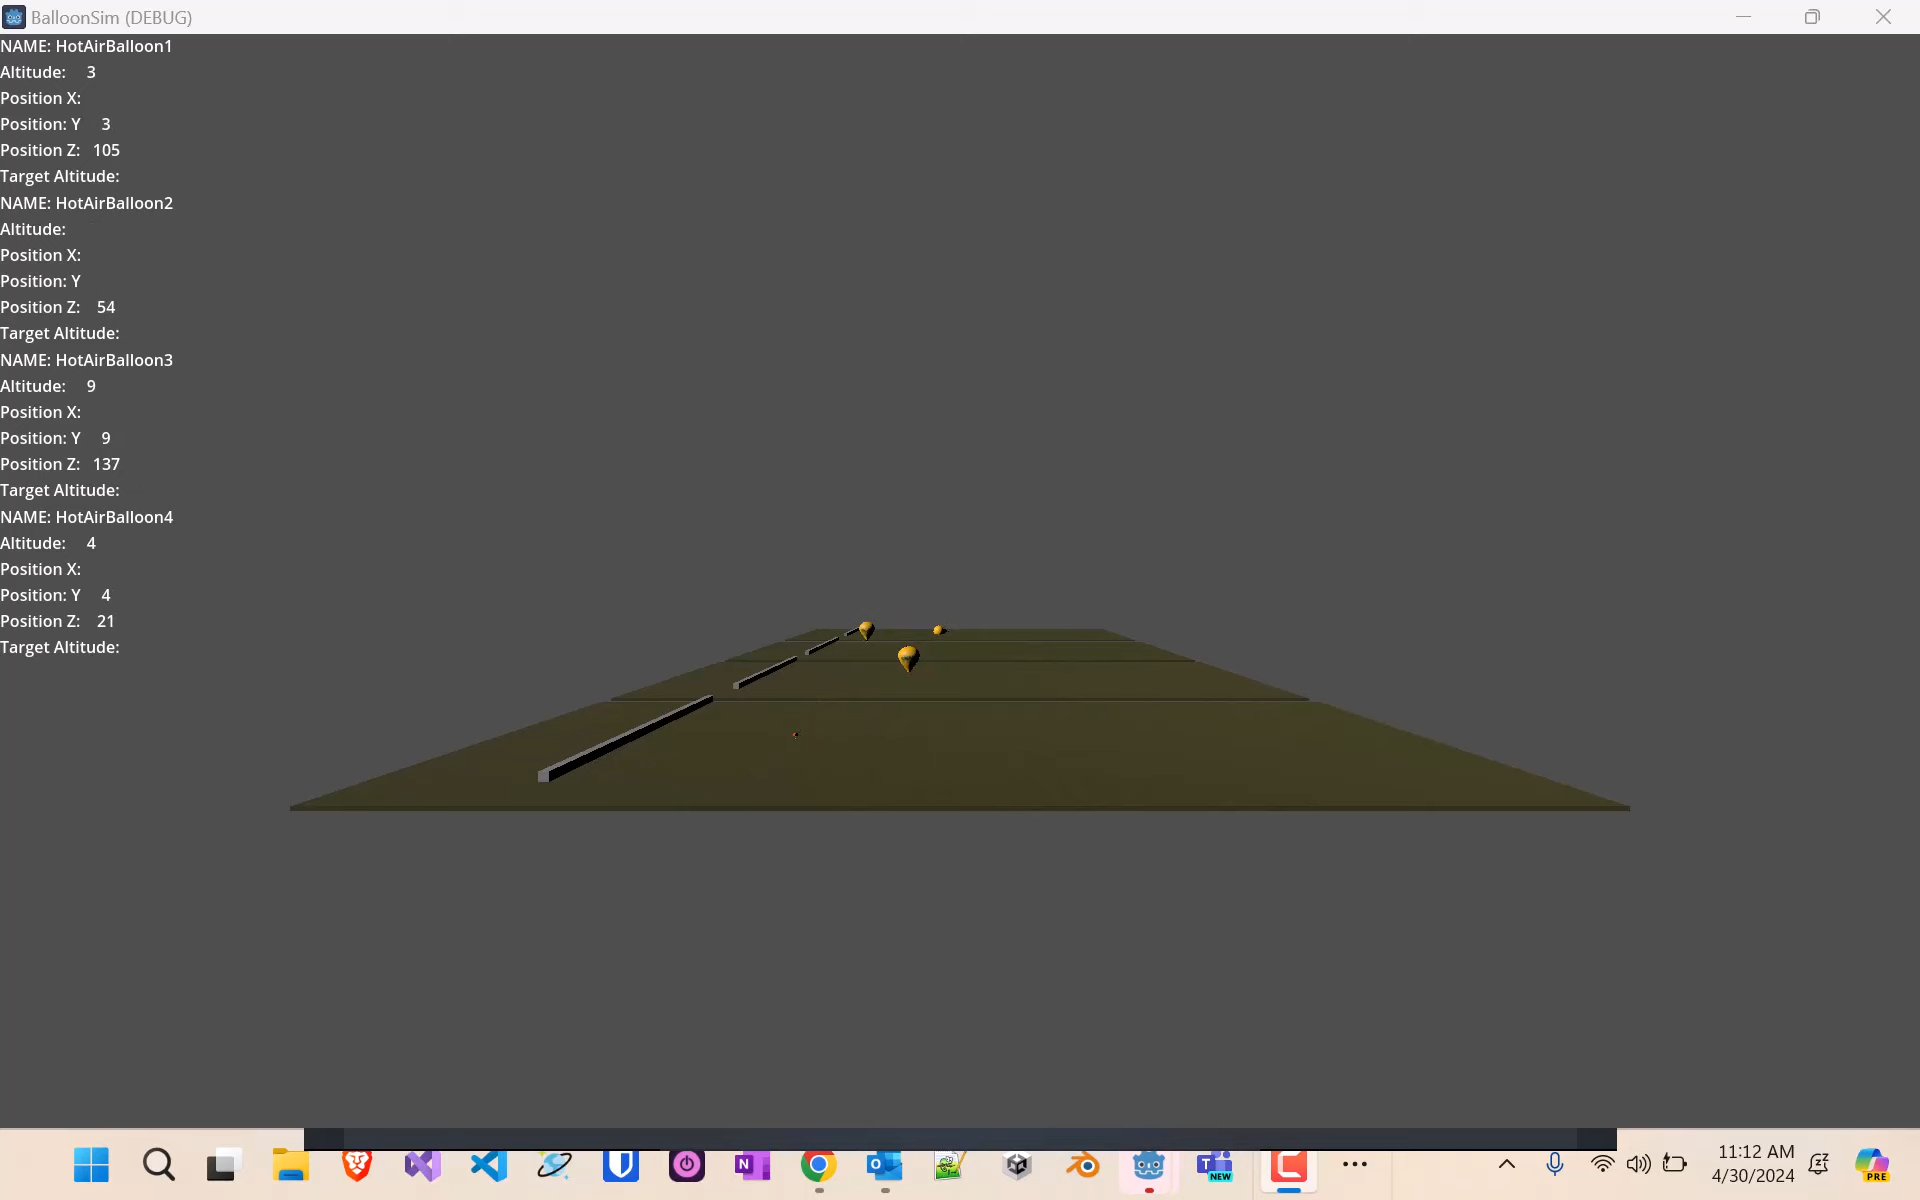 BalloonSim (DEBUG)
NAME: HotAirBalloon1
Altitude: 3
Position X:
Position: Y 3
Position Z: 105
Target Altitude:
NAME: HotAirBalloon2
Altitude:
Position X:
Position: Y
Position Z: 54
Target Altitude:
NAME: HotAirBalloon3
Altitude: 9
Position X:
Position: Y 9
Position Z: 137
Target Altitude:
NAME: HotAirBalloon4
Altitude: 4
Position X:
Position: Y 4
Position Z: 21
Target Altitude:
N
O
T
NEW
11:12 AM
4/30/2024
PRE